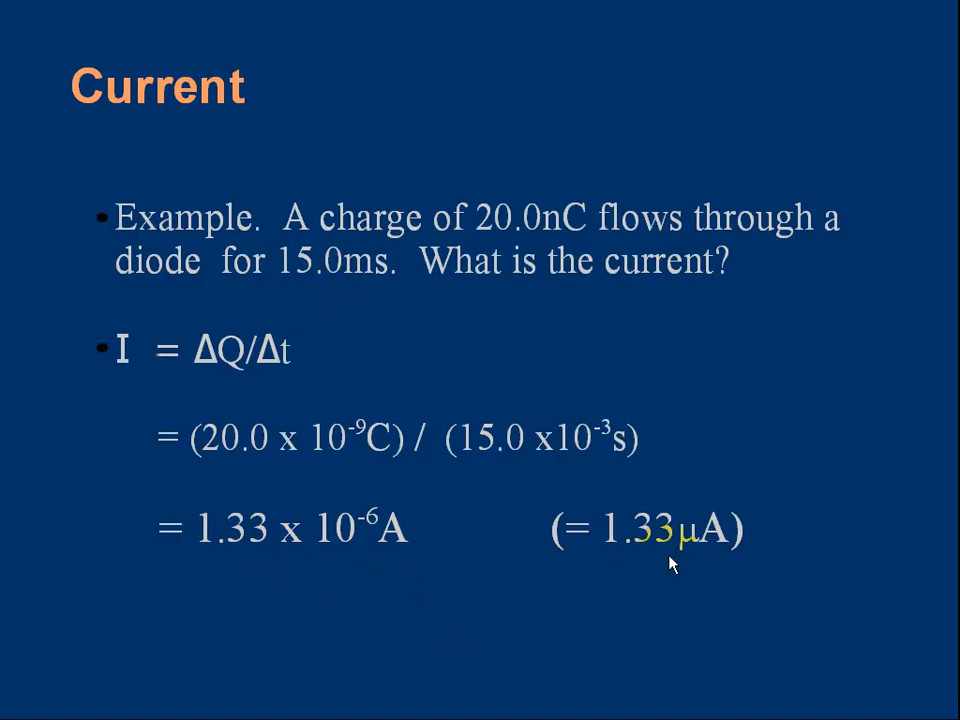 Current
• Example.  A charge of 20.0nC flows through a
diode  for 15.0ms.  What is the current?
• I  = ΔQ/Δt
= (20.0 x 10⁻⁹C) /  (15.0 x10⁻³s)
= 1.33 x 10⁻⁶A (= 1.33μA)